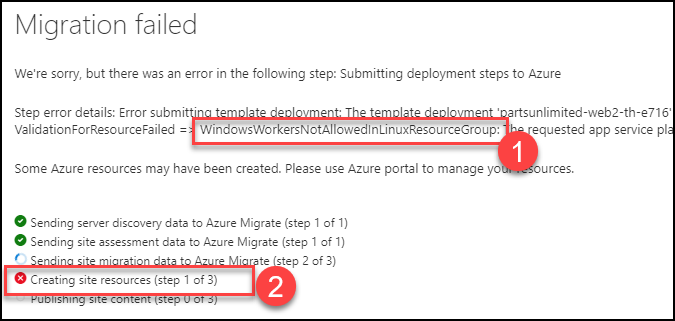 Migration failed
We're sorry, but there was an error in the following step: Submitting deployment steps to Azure
Step error details: Error submitting template deployment: The template deployment 'partsunlimited-web2-th-e716'
ValidationForResourceFailed => WindowsWorkersNotAllowedInLinuxResourceGroup: The requested app service pla
1
Some Azure resources may have been created. Please use Azure portal to manage your resources.
Sending server discovery data to Azure Migrate (step 1 of 1)
Sending site assessment data to Azure Migrate (step 1 of 1)
Sending site migration data to Azure Migrate (step 2 of 3)
Creating site resources (step 1 of 3)
2
Publishing site content (step 0 of 3)